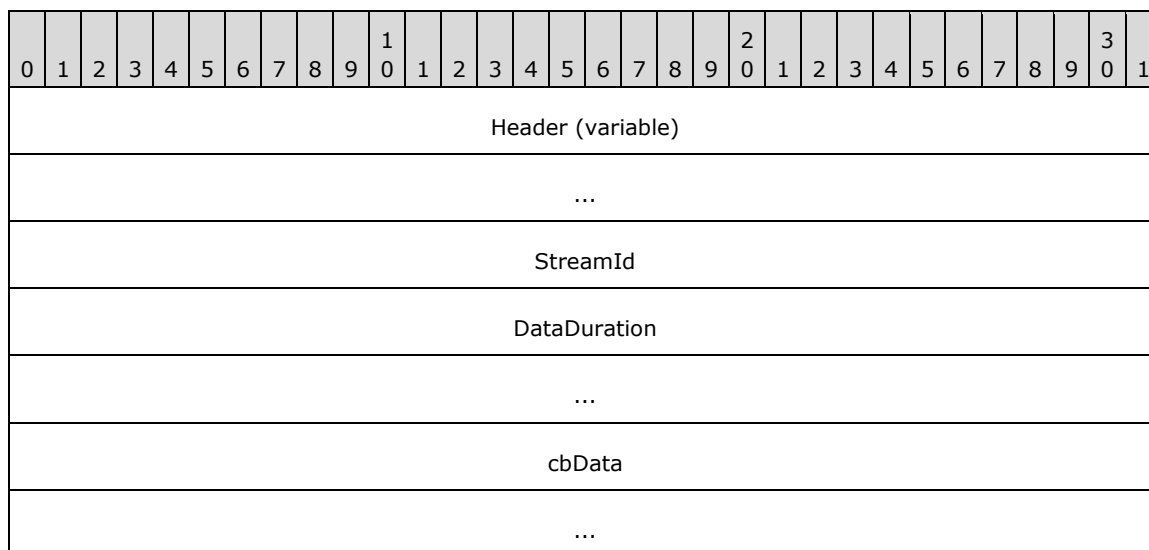 1 2 3
0 1 2 3 4 5 6 7 8 9 0 1 2 3 4 5 6 7 8 9 0 1 2 3 4 5 6 7 8 9 0 1
Header (variable)
...
StreamId
DataDuration
...
cbData
...